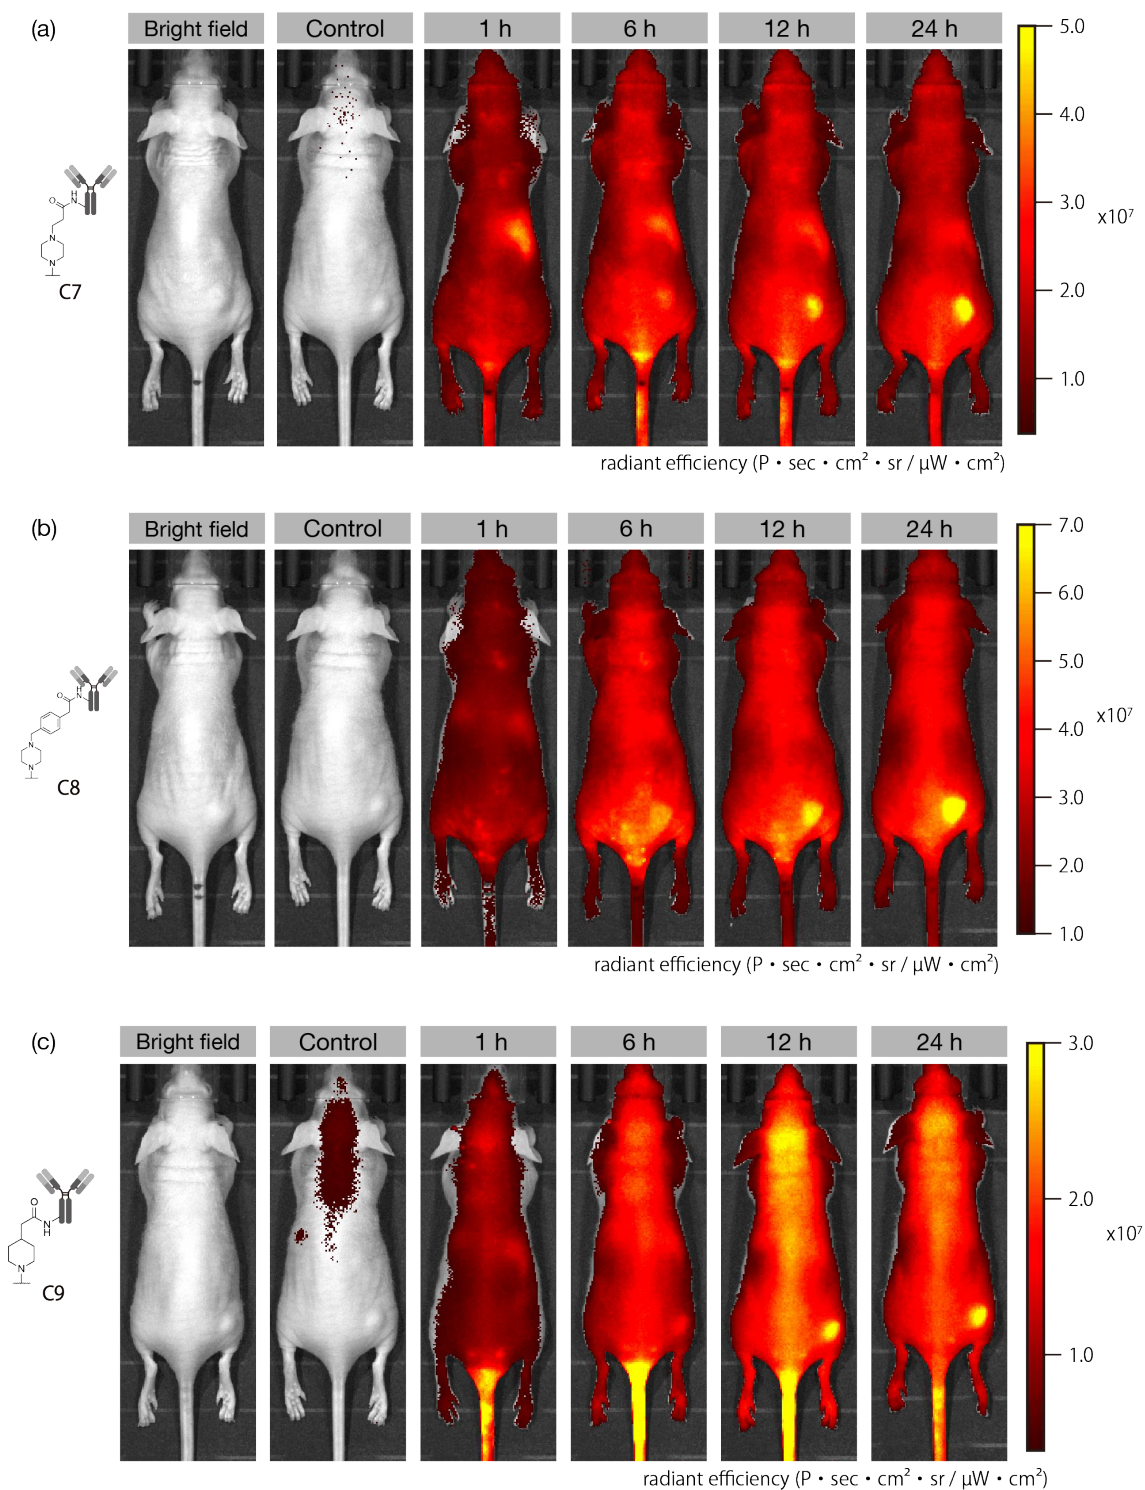 (a)
Bright field Control 1 h 6 h 12 h 24 h
5.0
4.0
3.0
x10⁷
2.0
1.0
O
H
N
N
N
C7
radiant efficiency (P・sec・cm²・sr / µW・cm²)
(b)
Bright field Control 1 h 6 h 12 h 24 h
7.0
6.0
5.0
4.0
x10⁷
3.0
2.0
1.0
O
H
N
N
N
C8
radiant efficiency (P・sec・cm²・sr / µW・cm²)
(c)
Bright field Control 1 h 6 h 12 h 24 h
3.0
2.0
x10⁷
1.0
O
N
H
N
C9
radiant efficiency (P・sec・cm²・sr / µW・cm²)